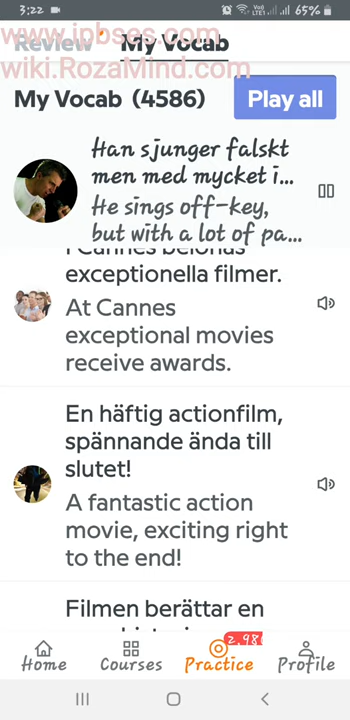 3:22
65%
www.ipbses.com
Review My Vocab
wiki.RozaMind.com
My Vocab (4586) Play all
Han sjunger falskt
men med mycket i...
He sings off-key,
but with a lot of pa...
I Cannes belönas
exceptionella filmer.
At Cannes
exceptional movies
receive awards.
En häftig actionfilm,
spännande ända till
slutet!
A fantastic action
movie, exciting right
to the end!
Filmen berättar en
2,98
Home Courses Practice Profile